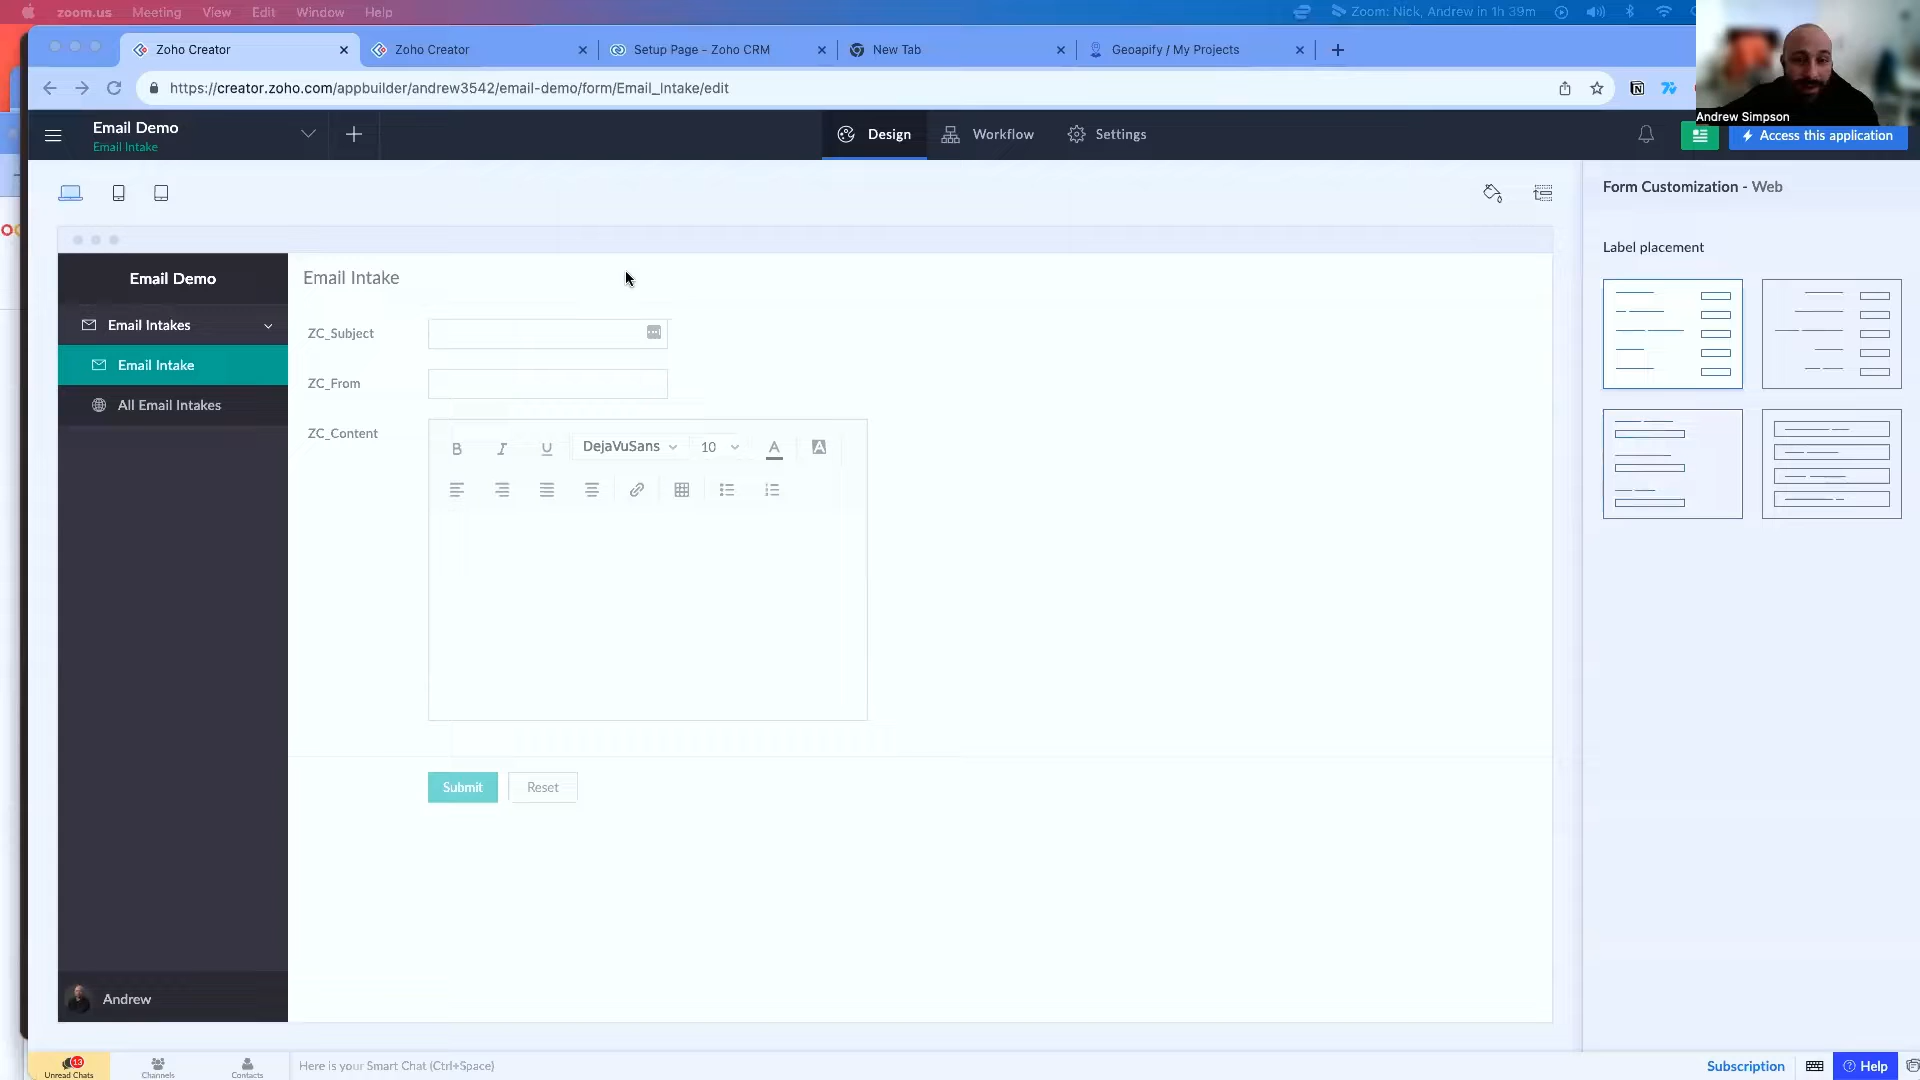 zoom.us Meeting View Edit Window Help Zoom: Nick, Andrew in 1h 39m
Zoho Creator
Zoho Creator
Setup Page - Zoho CRM
New Tab
Geoapify / My Projects
https://creator.zoho.com/appbuilder/andrew3542/email-demo/form/Email_Intake/edit
Andrew Simpson
Email Demo
Email Intake
Design
Workflow
Settings
Access this application
Form Customization - Web
Label placement
Email Demo
Email Intakes
Email Intake
All Email Intakes
Andrew
Email Intake
ZC_Subject
ZC_From
ZC_Content
B I U DejaVuSans 10 A A
Submit
Reset
13
Unread Chats
Channels
Contacts
Here is your Smart Chat (Ctrl+Space)
Subscription
Help